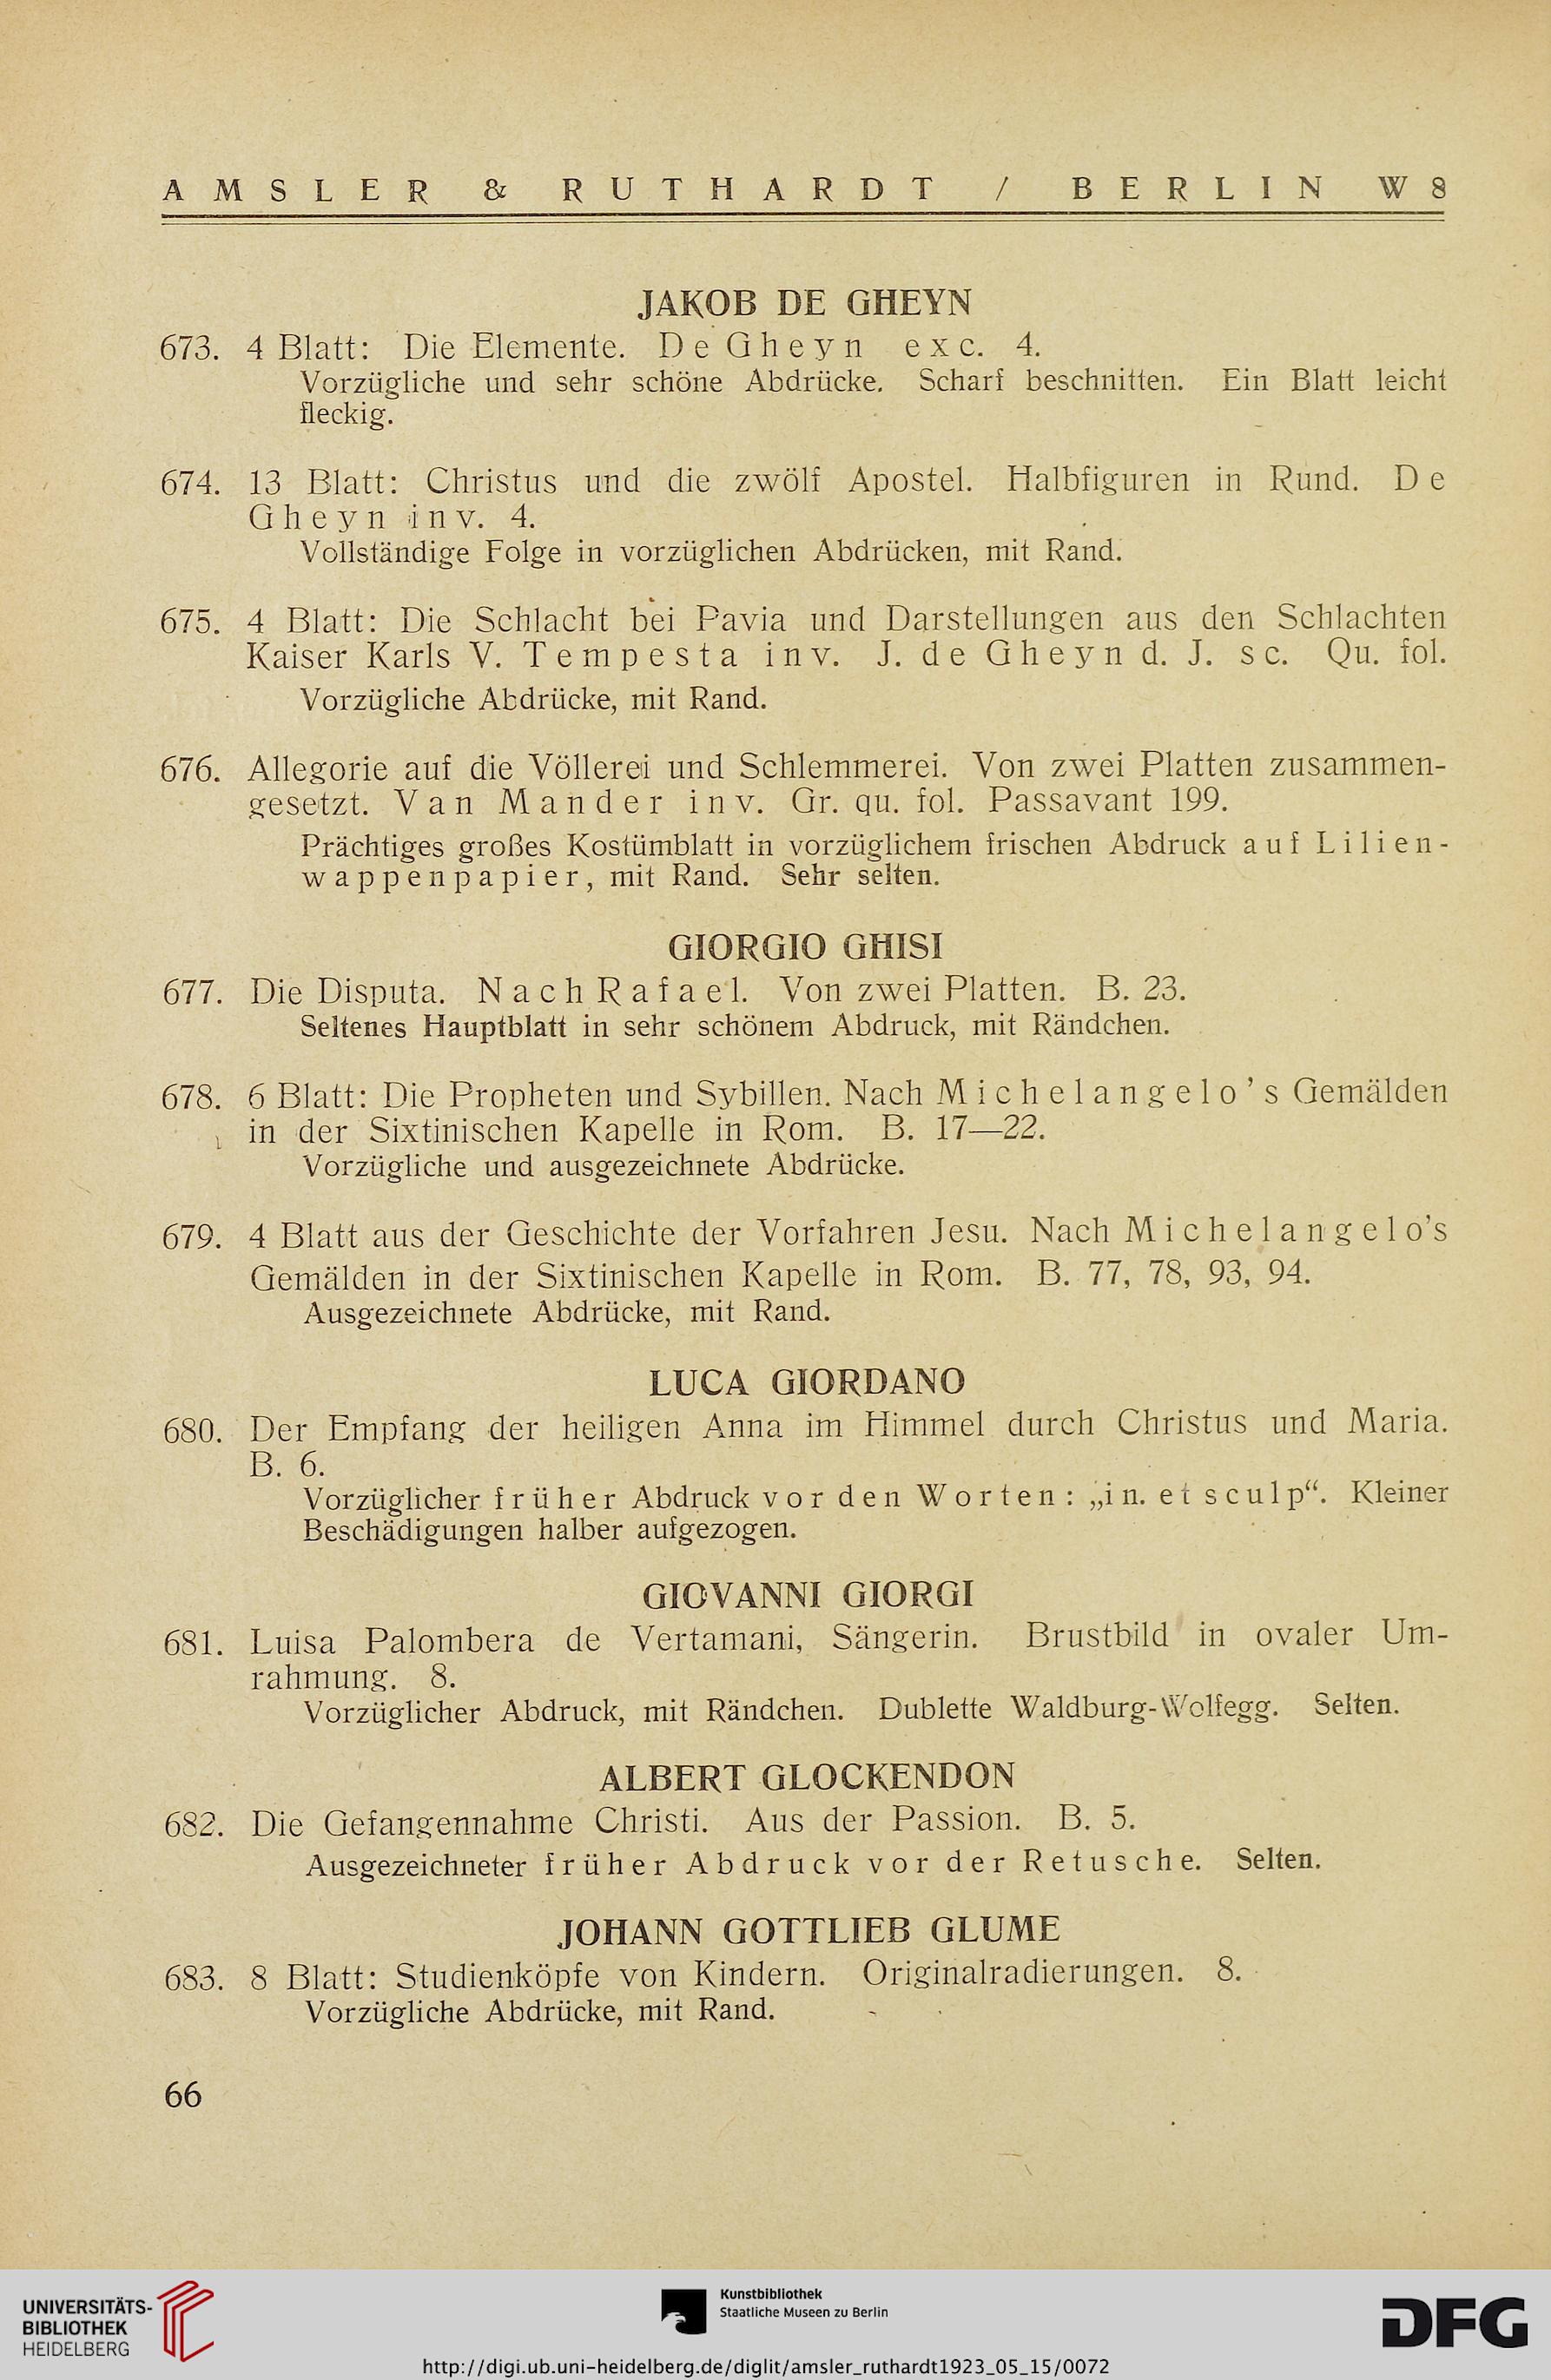 AMSLER & RUTHARDT / BERLIN W 8
JAKOB DE GHEYN
673. 4 Blatt: Die Elemente. De Gheyn exc. 4.
Vorzügliche und sehr schöne Abdrücke. Scharf beschnitten. Ein Blatt leicht
fleckig.
674. 13 Blatt: Christus und die zwölf Apostel. Halbfiguren in Rund. De
Gheyn inv. 4.
Vollständige Folge in vorzüglichen Abdrücken, mit Rand.
675. 4 Blatt: Die Schlacht bei Pavia und Darstellungen aus den Schlachten
Kaiser Karls V. Tempesta inv. J. de Gheyn d. J. sc. Qu. fol.
Vorzügliche Abdrücke, mit Rand.
676. Allegorie auf die Völlerei und Schlemmerei. Von zwei Platten zusammen-
gesetzt. Van Mander inv. Gr. qu. fol. Passavant 199.
Prächtiges großes Kostümblatt in vorzüglichem frischen Abdruck auf Lilien-
wappenpapier, mit Rand. Sehr selten.
GIORGIO GHISI
677. Die Disputa. Nach Rafael. Von zwei Platten. B. 23.
Seltenes Hauptblatt in sehr schönem Abdruck, mit Rändchen.
678. 6 Blatt: Die Propheten und Sybillen. Nach Michelangelo's Gemälden
in der Sixtinischen Kapelle in Rom. B. 17—22.
Vorzügliche und ausgezeichnete Abdrücke.
679. 4 Blatt aus der Geschichte der Vorfahren Jesu. Nach Michelangelo's
Gemälden in der Sixtinischen Kapelle in Rom. B. 77, 78, 93, 94.
Ausgezeichnete Abdrücke, mit Rand.
LUCA GIORDANO
680. Der Empfang der heiligen Anna im Himmel durch Christus und Maria.
B. 6.
Vorzüglicher früher Abdruck vor den Worten: „in. et sculp“. Kleiner
Beschädigungen halber aufgezogen.
GIOVANNI GIORGI
681. Luisa Palombera de Vertamani, Sängerin. Brustbild in ovaler Um-
rahmung. 8.
Vorzüglicher Abdruck, mit Rändchen. Dublette Waldburg-Wolfegg. Selten.
ALBERT GLOCKENDON
682. Die Gefangennahme Christi. Aus der Passion. B. 5.
Ausgezeichneter früher Abdruck vor der Retusche. Selten.
JOHANN GOTTLIEB GLUME
683. 8 Blatt: Studienköpfe von Kindern. Originalradierungen. 8.
Vorzügliche Abdrücke, mit Rand.
66
UNIVERSITÄTS-
BIBLIOTHEK
HEIDELBERG
Kunstbibliothek
Staatliche Museen zu Berlin
DFG
http://digi.ub.uni-heidelberg.de/diglit/amsler_ruthardt1923_05_15/0072